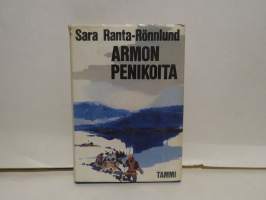 Sara Ranta-Rönnlund
ARMON
PENIKOITA
TAMMI